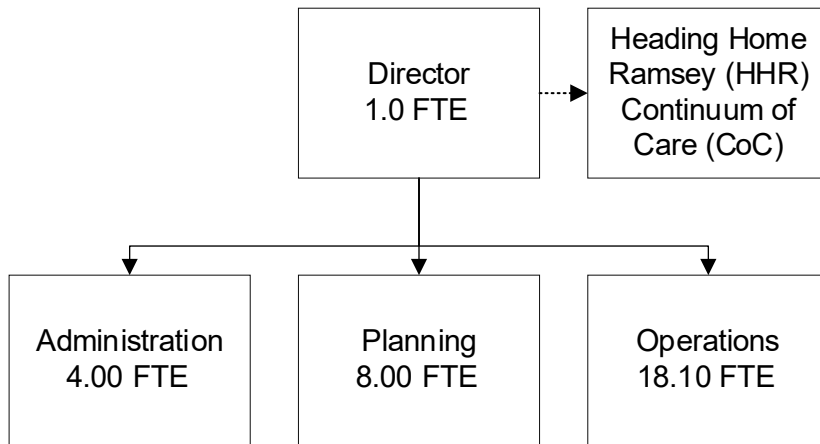 Director
1.0 FTE
Heading Home
Ramsey (HHR)
Continuum of
Care (CoC)
Administration
4.00 FTE
Planning
8.00 FTE
Operations
18.10 FTE